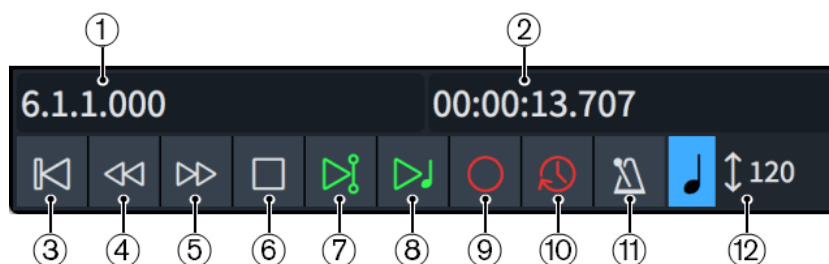 ① ②
6.1.1.000 00:00:13.707
120
③ ④ ⑤ ⑥ ⑦ ⑧ ⑨ ⑩ ⑪ ⑫